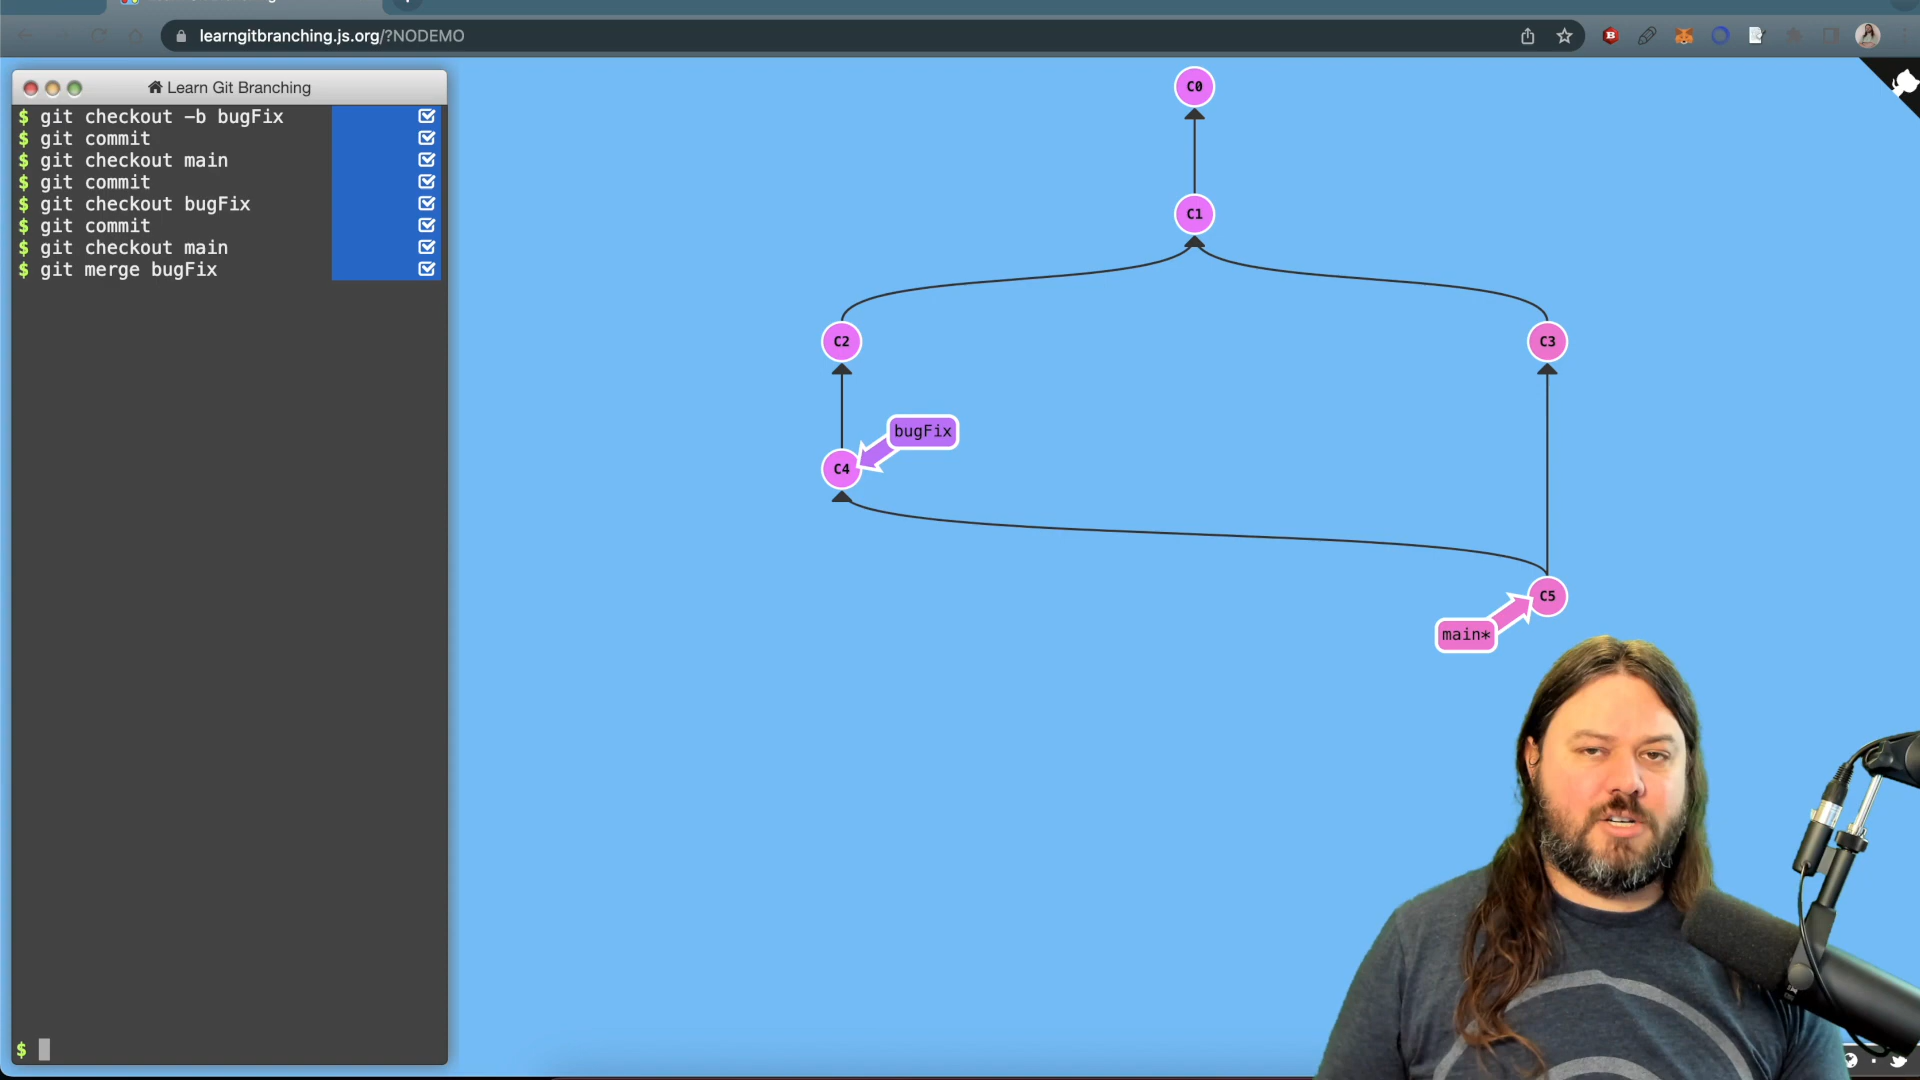 learngitbranching.js.org/?NODEMO
Learn Git Branching
$ git checkout -b bugFix
$ git commit
$ git checkout main
$ git commit
$ git checkout bugFix
$ git commit
$ git checkout main
$ git merge bugFix
$
C0
C1
C2
C3
bugFix
C4
C5
main*